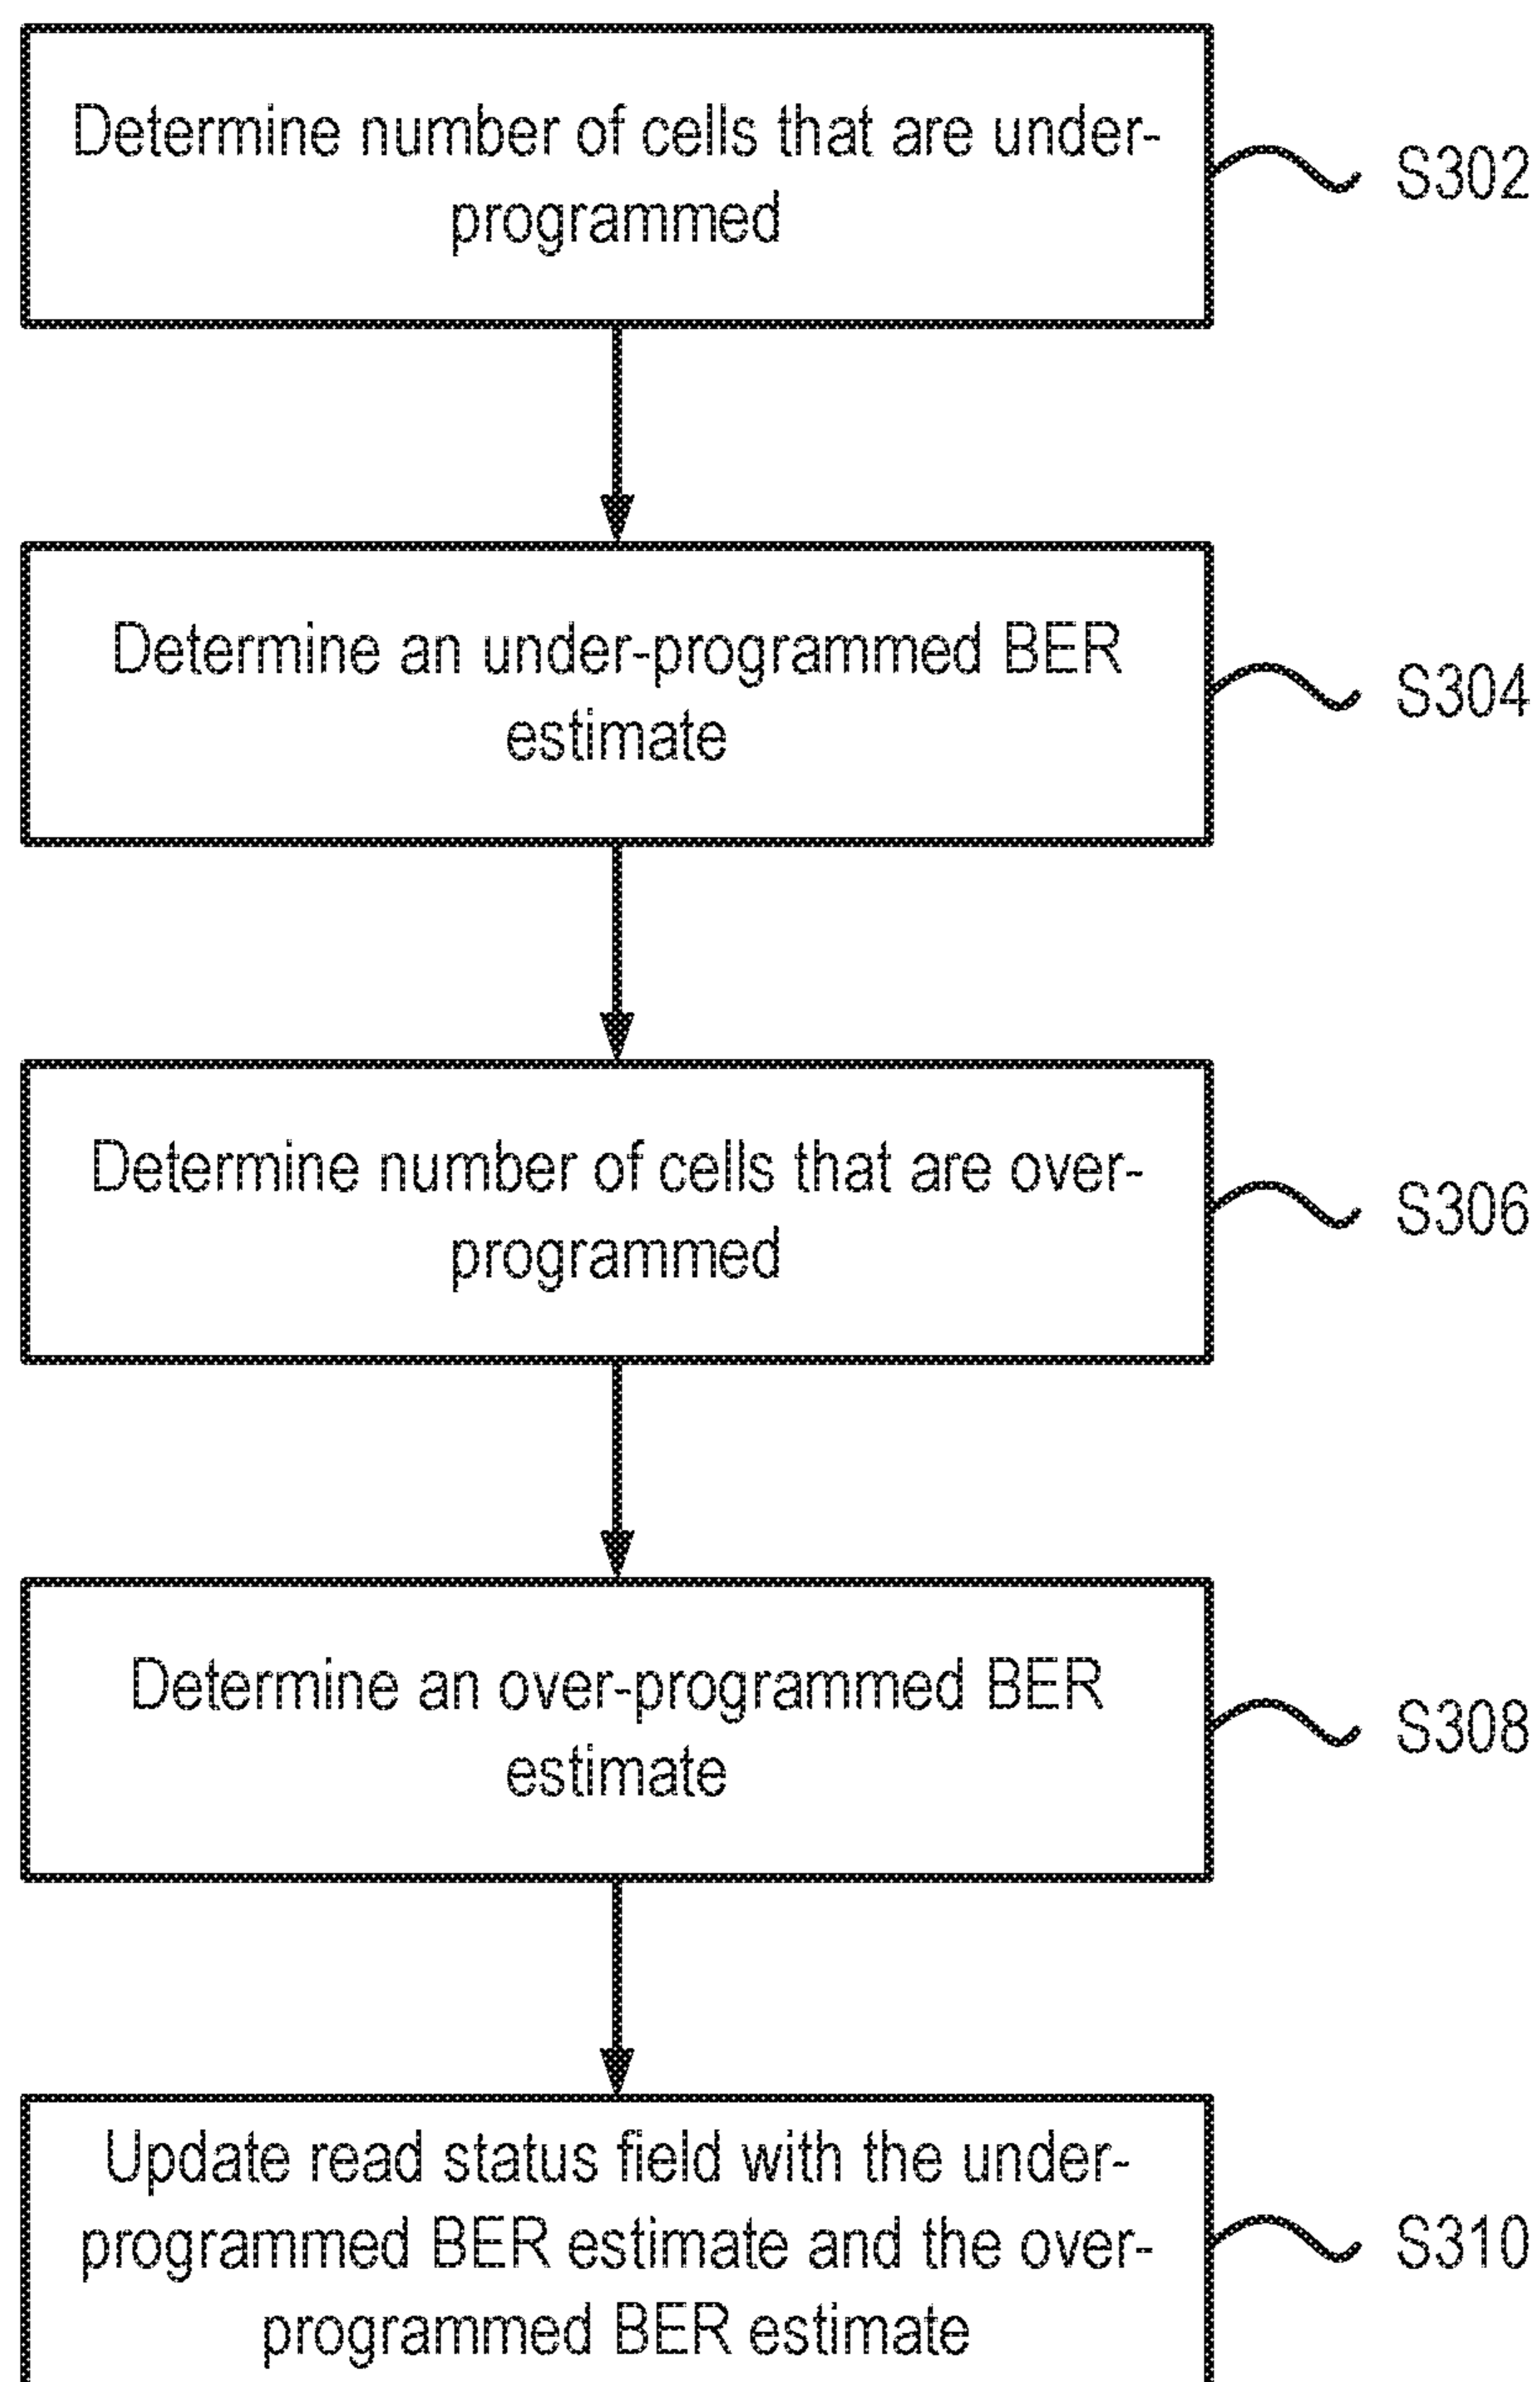 Determine number of cells that are under-
programmed
S302
Determine an under-programmed BER
estimate
S304
Determine number of cells that are over-
programmed
S306
Determine an over-programmed BER
estimate
S308
Update read status field with the under-
programmed BER estimate and the over-
programmed BER estimate
S310